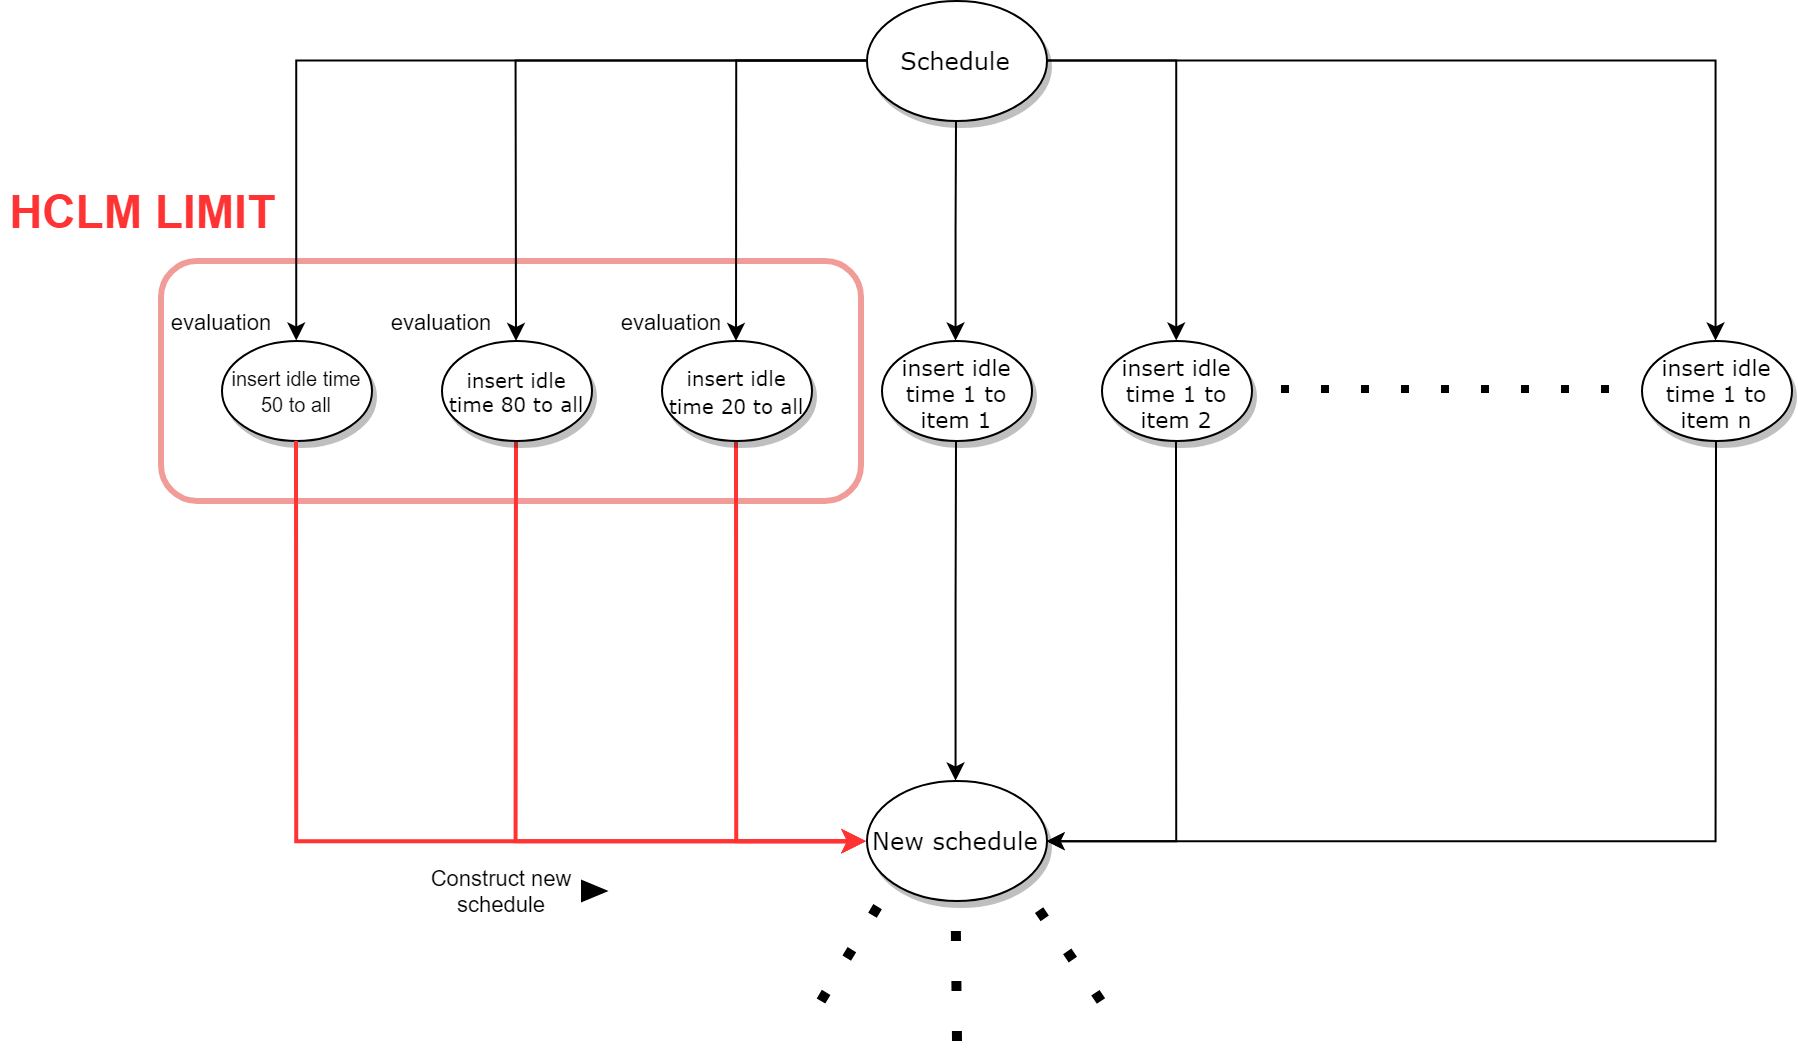 Schedule
HCLM LIMIT
evaluation
evaluation
evaluation
insert idle time
50 to all
insert idle
time 80 to all
insert idle
time 20 to all
insert idle
time 1 to
item 1
insert idle
time 1 to
item 2
insert idle
time 1 to
item n
New schedule
Construct new
schedule